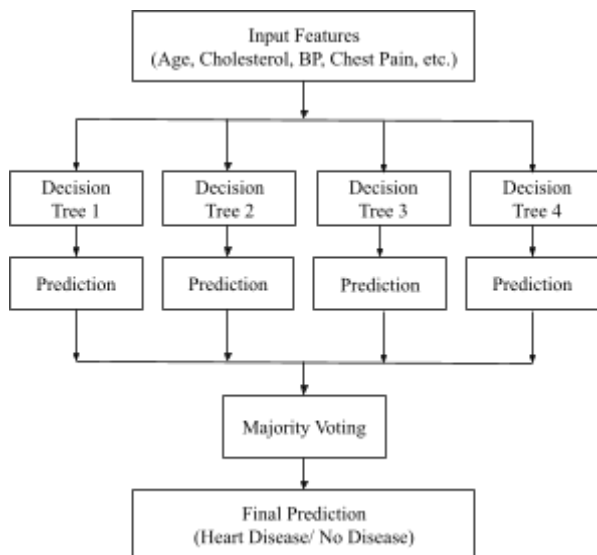 Input Features
(Age, Cholesterol, BP, Chest Pain, etc.)
Decision
Tree 1
Decision
Tree 2
Decision
Tree 3
Decision
Tree 4
Prediction
Prediction
Prediction
Prediction
Majority Voting
Final Prediction
(Heart Disease/ No Disease)